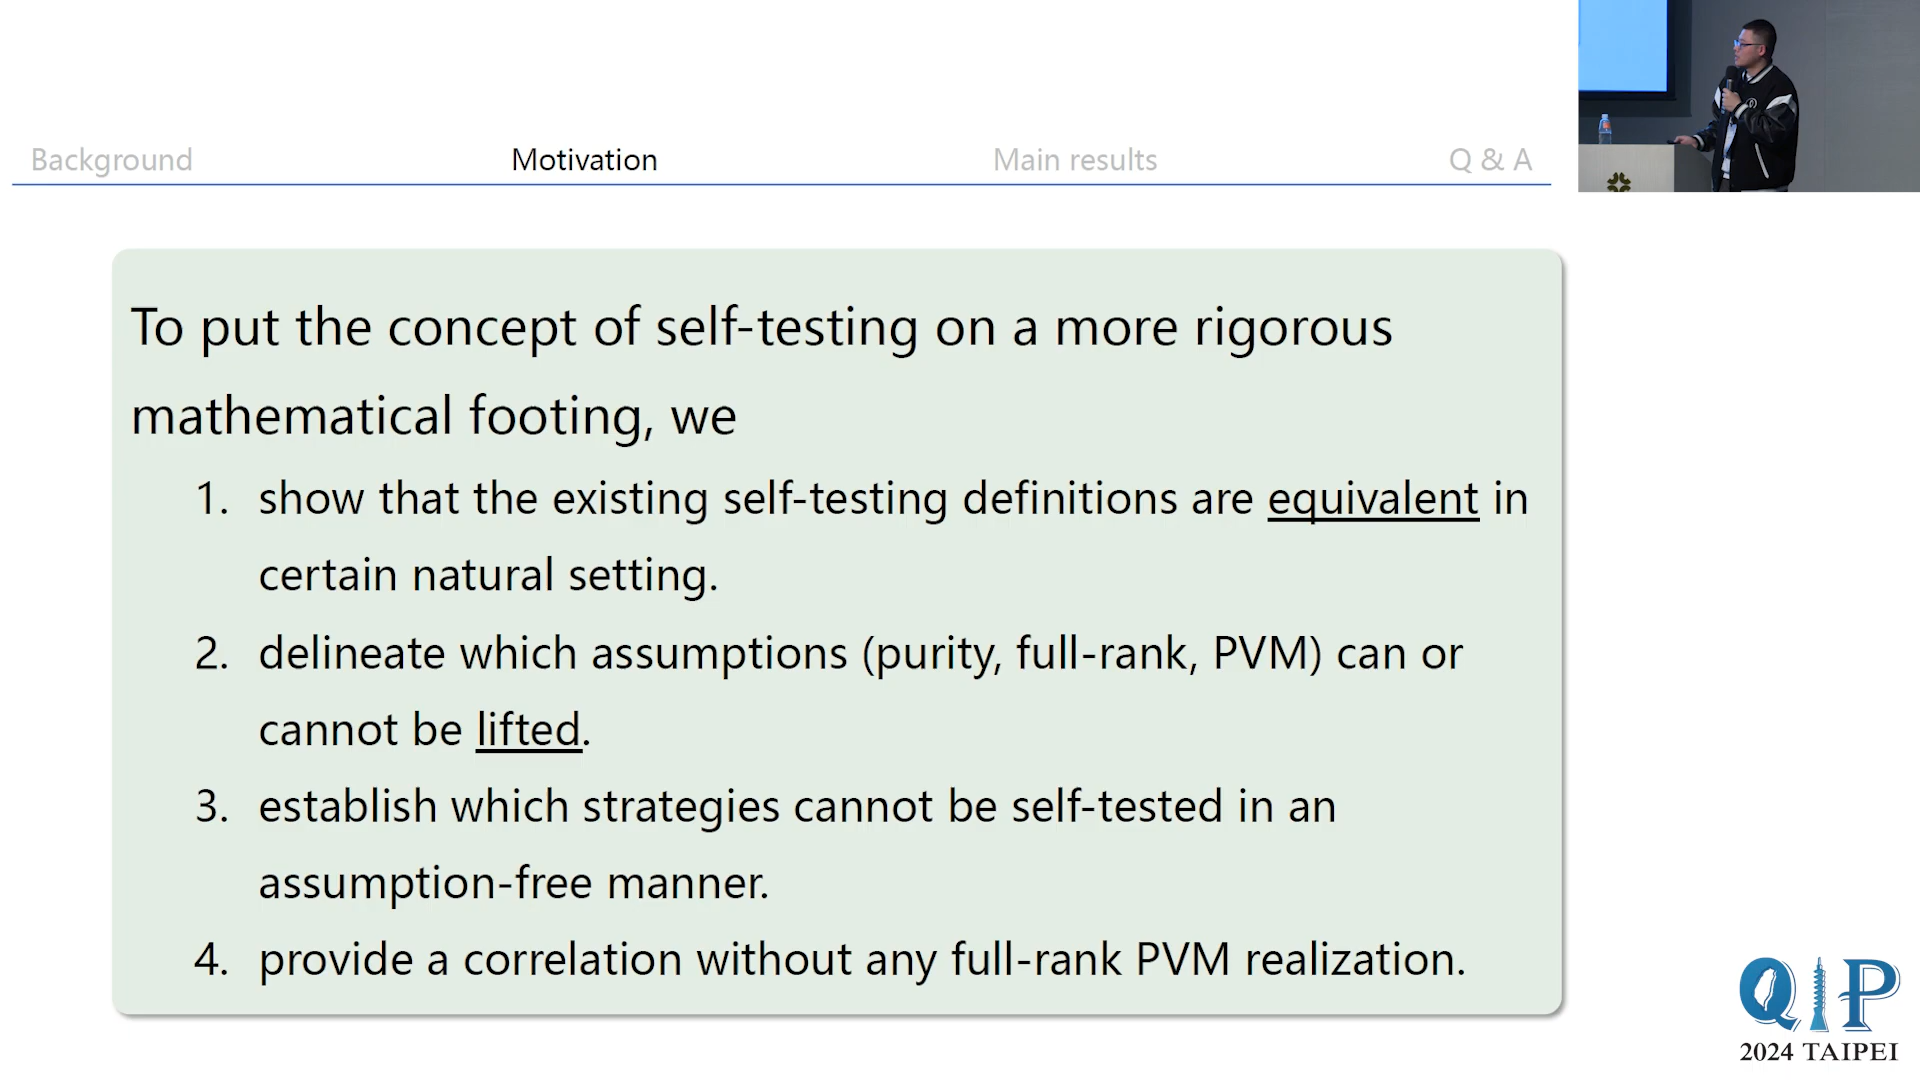 Background Motivation Main results Q & A
To put the concept of self-testing on a more rigorous
mathematical footing, we
1. show that the existing self-testing definitions are equivalent in
certain natural setting.
2. delineate which assumptions (purity, full-rank, PVM) can or
cannot be lifted.
3. establish which strategies cannot be self-tested in an
assumption-free manner.
4. provide a correlation without any full-rank PVM realization.
QIP
2024 TAIPEI